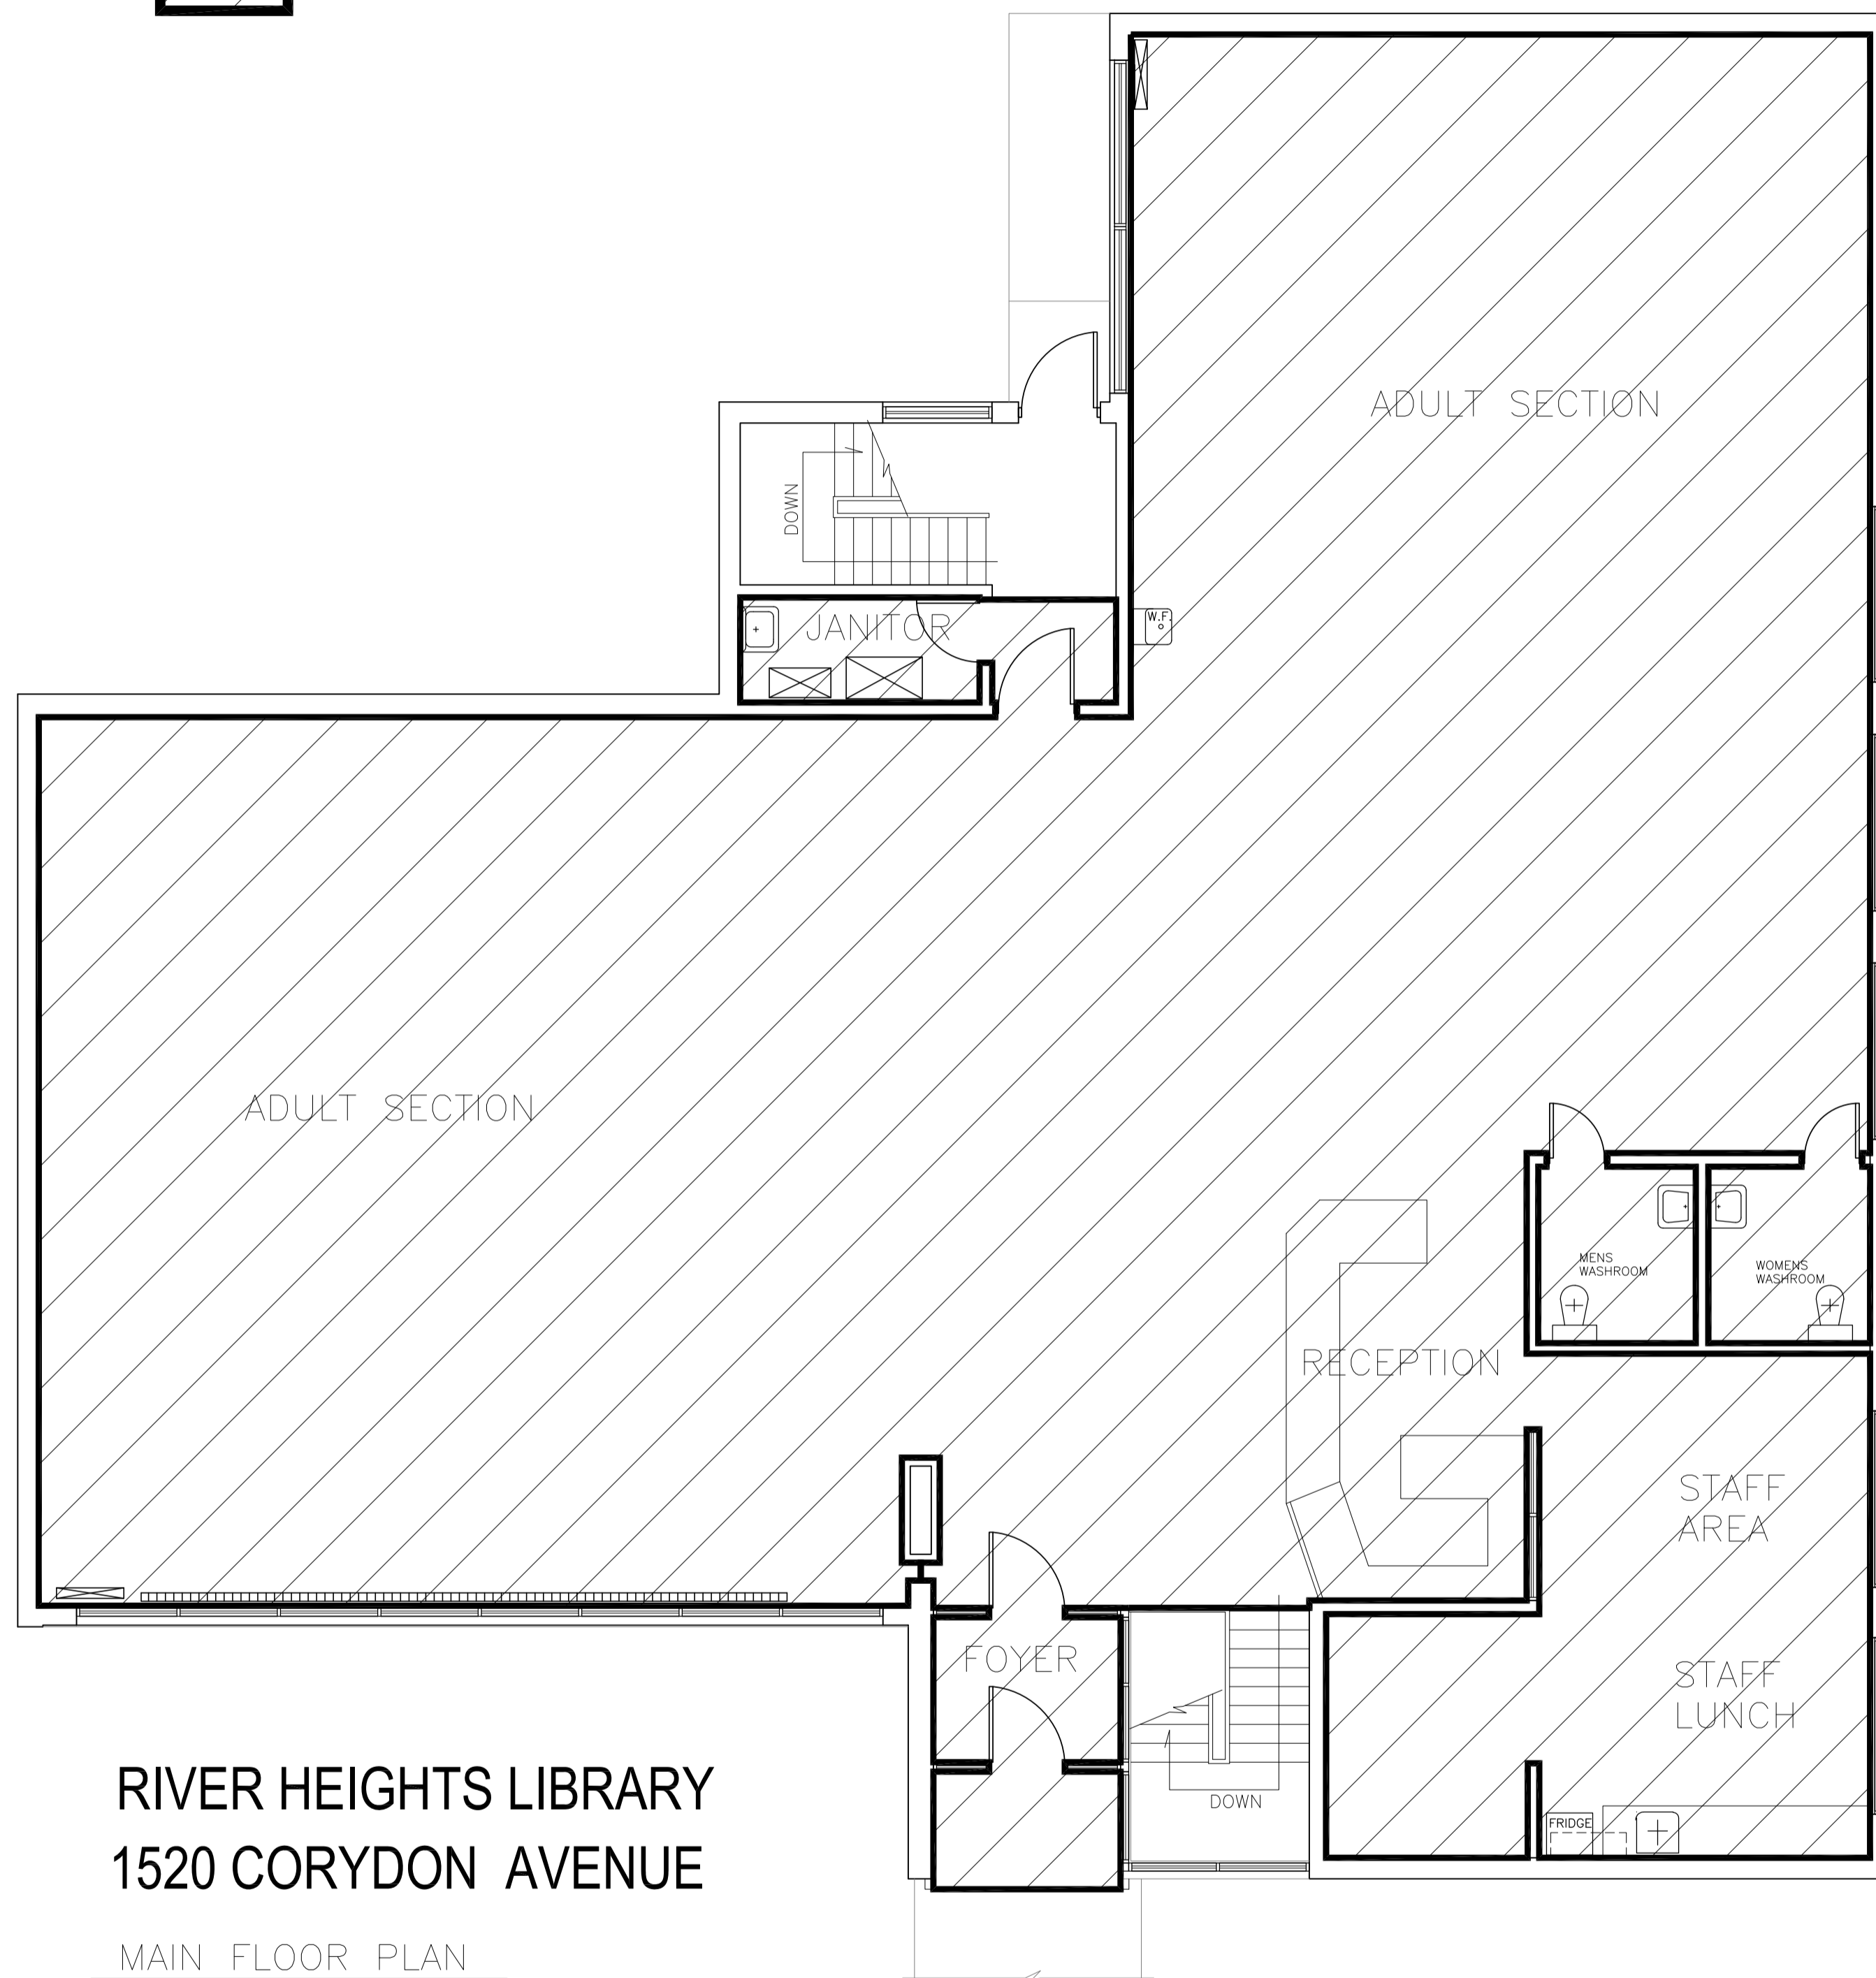 ADULT SECTION
DOWN
JANITOR
W.F.
ADULT SECTION
MENS
WASHROOM
WOMENS
WASHROOM
RECEPTION
STAFF
AREA
FOYER
STAFF
LUNCH
DOWN
FRIDGE
RIVER HEIGHTS LIBRARY
1520 CORYDON AVENUE
MAIN FLOOR PLAN